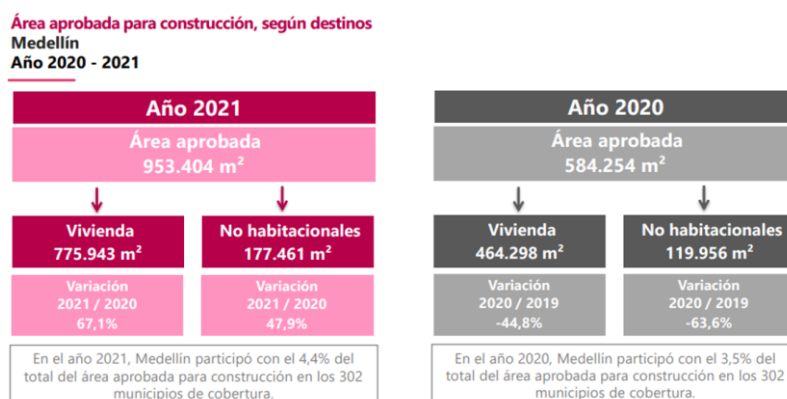 Área aprobada para construcción, según destinos
Medellín
Año 2020 - 2021
Año 2021
Área aprobada
953.404 m²
Vivienda
775.943 m²
No habitacionales
177.461 m²
Variación
2021 / 2020
67,1%
Variación
2021 / 2020
47,9%
En el año 2021, Medellín participó con el 4,4% del
total del área aprobada para construcción en los 302
municipios de cobertura.
Año 2020
Área aprobada
584.254 m²
Vivienda
464.298 m²
No habitacionales
119.956 m²
Variación
2020 / 2019
-44,8%
Variación
2020 / 2019
-63,6%
En el año 2020, Medellín participó con el 3,5% del
total del área aprobada para construcción en los 302
municipios de cobertura.